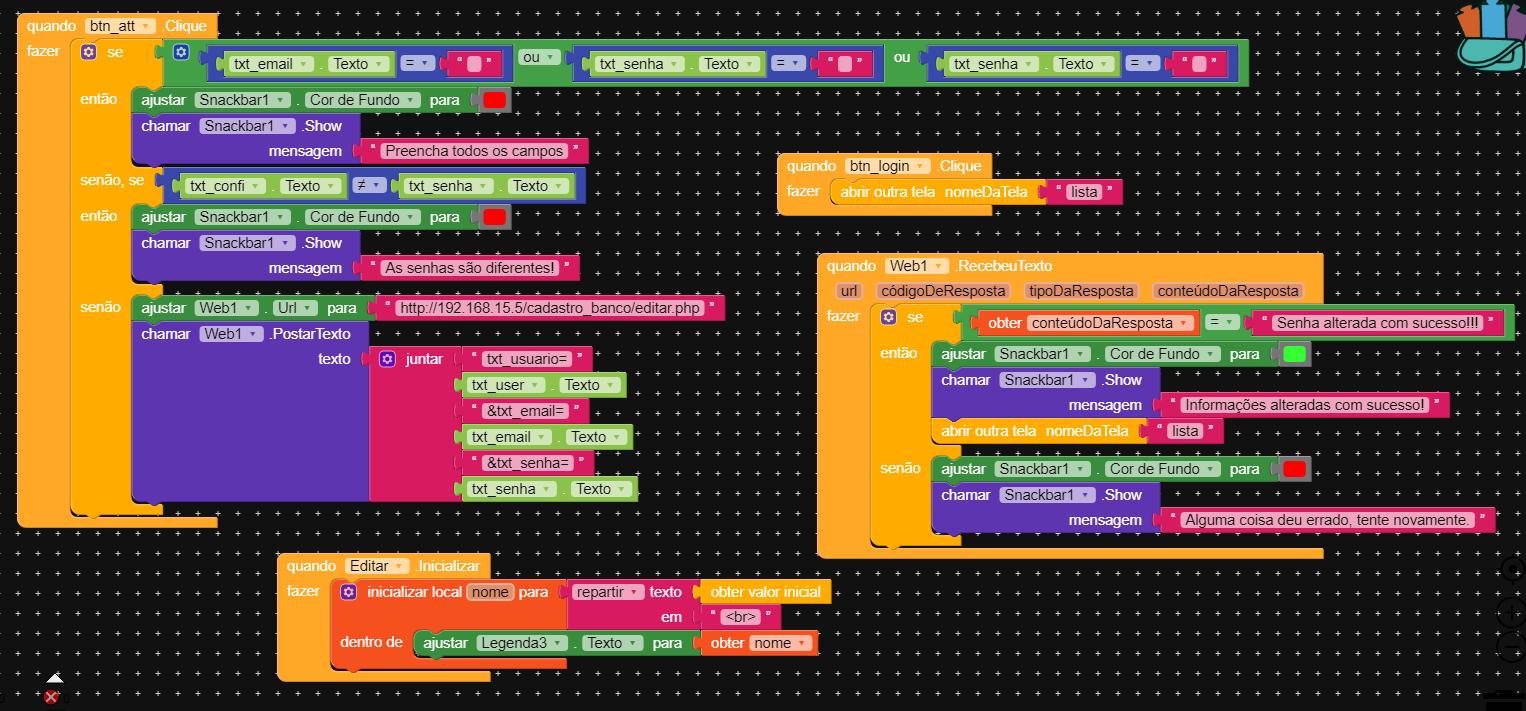 quando btn_att .Clique
fazer se txt_email . Texto = “ ” ou txt_senha . Texto = “ ” ou txt_senha . Texto = “ ”
então ajustar Snackbar1 . Cor de Fundo para
chamar Snackbar1 .Show
mensagem “ Preencha todos os campos ”
senão, se txt_confi . Texto ≠ txt_senha . Texto
então ajustar Snackbar1 . Cor de Fundo para
chamar Snackbar1 .Show
mensagem “ As senhas são diferentes! ”
senão ajustar Web1 . Url para “ http://192.168.15.5/cadastro_banco/editar.php ”
chamar Web1 .PostarTexto
texto juntar “ txt_usuario= ”
txt_user . Texto
“ &txt_email= ”
txt_email . Texto
“ &txt_senha= ”
txt_senha . Texto
quando btn_login .Clique
fazer abrir outra tela nomeDaTela “ lista ”
quando Web1 .RecebeuTexto
url códigoDeResposta tipoDaResposta conteúdoDaResposta
fazer se obter conteúdoDaResposta = “ Senha alterada com sucesso!!! ”
então ajustar Snackbar1 . Cor de Fundo para
chamar Snackbar1 .Show
mensagem “ Informações alteradas com sucesso! ”
abrir outra tela nomeDaTela “ lista ”
senão ajustar Snackbar1 . Cor de Fundo para
chamar Snackbar1 .Show
mensagem “ Alguma coisa deu errado, tente novamente. ”
quando Editar .Inicializar
fazer inicializar local nome para repartir texto obter valor inicial
em “ <br> ”
dentro de ajustar Legenda3 . Texto para obter nome